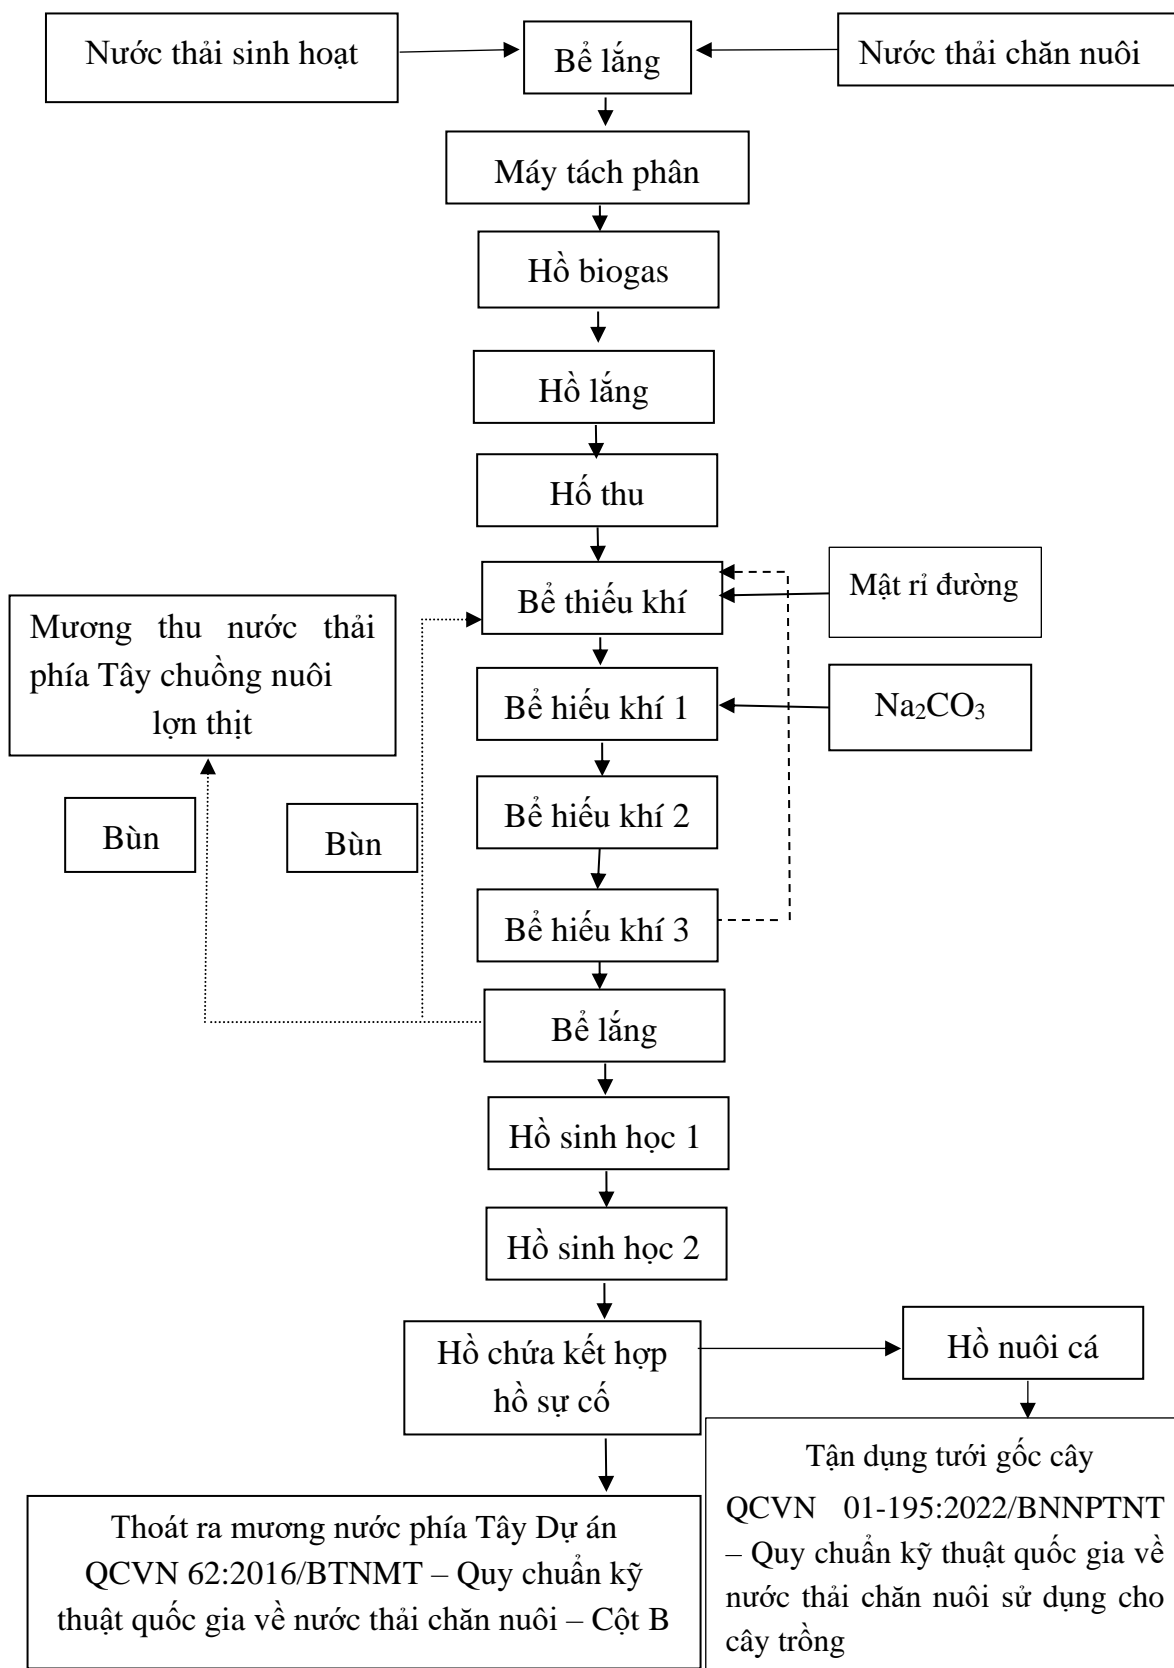 Nước thải sinh hoạt
Bể lắng
Nước thải chăn nuôi
Máy tách phân
Hồ biogas
Hồ lắng
Hố thu
Bể thiếu khí
Mật rỉ đường
Mương thu nước thải
phía Tây chuồng nuôi
lợn thịt
Bể hiếu khí 1
Na₂CO₃
Bùn
Bùn
Bể hiếu khí 2
Bể hiếu khí 3
Bể lắng
Hồ sinh học 1
Hồ sinh học 2
Hồ chứa kết hợp
hồ sự cố
Hồ nuôi cá
Tận dụng tưới gốc cây
QCVN 01-195:2022/BNNPTNT
– Quy chuẩn kỹ thuật quốc gia về
nước thải chăn nuôi sử dụng cho
cây trồng
Thoát ra mương nước phía Tây Dự án
QCVN 62:2016/BTNMT – Quy chuẩn kỹ
thuật quốc gia về nước thải chăn nuôi – Cột B